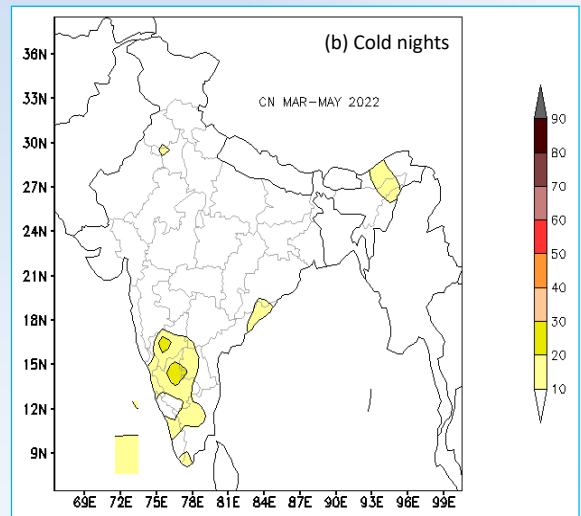 (b) Cold nights
CN MAR-MAY 2022
36N
33N
30N
27N
24N
21N
18N
15N
12N
9N
69E 72E 75E 78E 81E 84E 87E 90E 93E 96E 99E
90
80
70
60
50
40
30
20
10